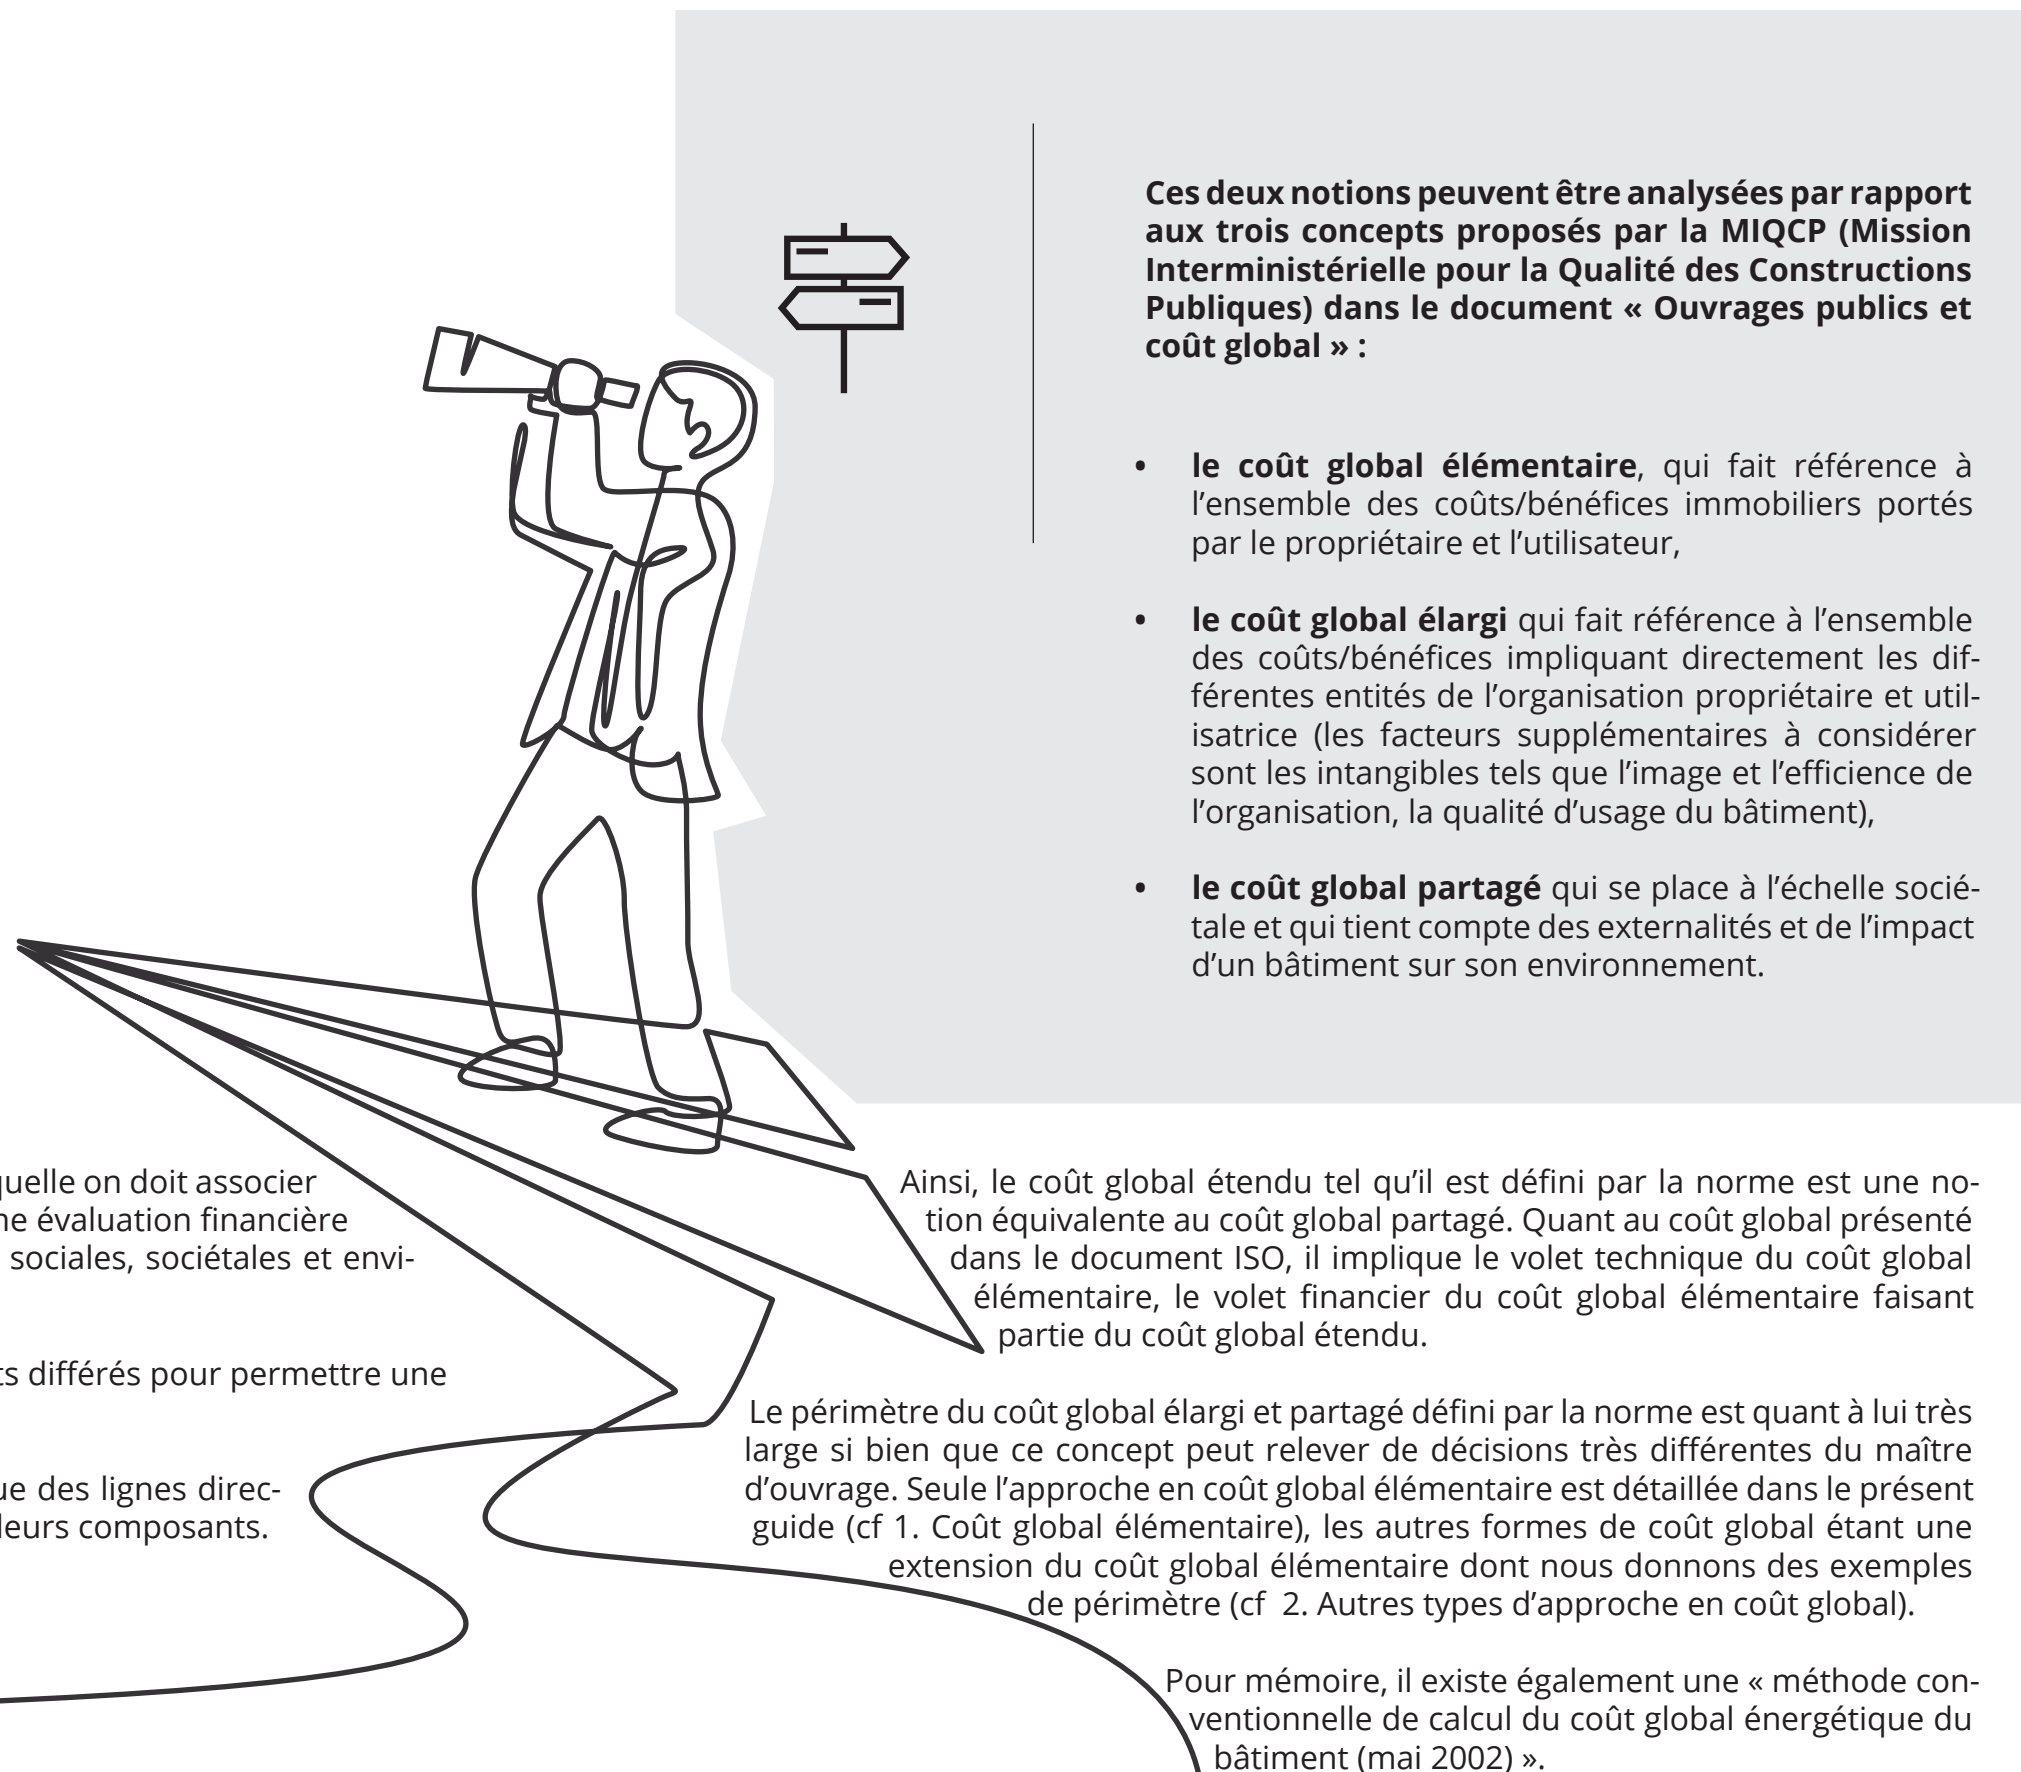 Ces deux notions peuvent être analysées par rapport
aux trois concepts proposés par la MIQCP (Mission
Interministérielle pour la Qualité des Constructions
Publiques) dans le document « Ouvrages publics et
coût global » :
• le coût global élémentaire, qui fait référence à
l’ensemble des coûts/bénéfices immobiliers portés
par le propriétaire et l’utilisateur,
• le coût global élargi qui fait référence à l’ensemble
des coûts/bénéfices impliquant directement les dif-
férentes entités de l’organisation propriétaire et util-
isatrice (les facteurs supplémentaires à considérer
sont les intangibles tels que l’image et l’efficience de
l’organisation, la qualité d’usage du bâtiment),
• le coût global partagé qui se place à l’échelle socié-
tale et qui tient compte des externalités et de l’impact
d’un bâtiment sur son environnement.
quelle on doit associer
ne évaluation financière
sociales, sociétales et envi-
ts différés pour permettre une
ue des lignes direc-
leurs composants.
Ainsi, le coût global étendu tel qu’il est défini par la norme est une no-
tion équivalente au coût global partagé. Quant au coût global présenté
dans le document ISO, il implique le volet technique du coût global
élémentaire, le volet financier du coût global élémentaire faisant
partie du coût global étendu.
Le périmètre du coût global élargi et partagé défini par la norme est quant à lui très
large si bien que ce concept peut relever de décisions très différentes du maître
d’ouvrage. Seule l’approche en coût global élémentaire est détaillée dans le présent
guide (cf 1. Coût global élémentaire), les autres formes de coût global étant une
extension du coût global élémentaire dont nous donnons des exemples
de périmètre (cf 2. Autres types d’approche en coût global).
Pour mémoire, il existe également une « méthode con-
ventionnelle de calcul du coût global énergétique du
bâtiment (mai 2002) ».